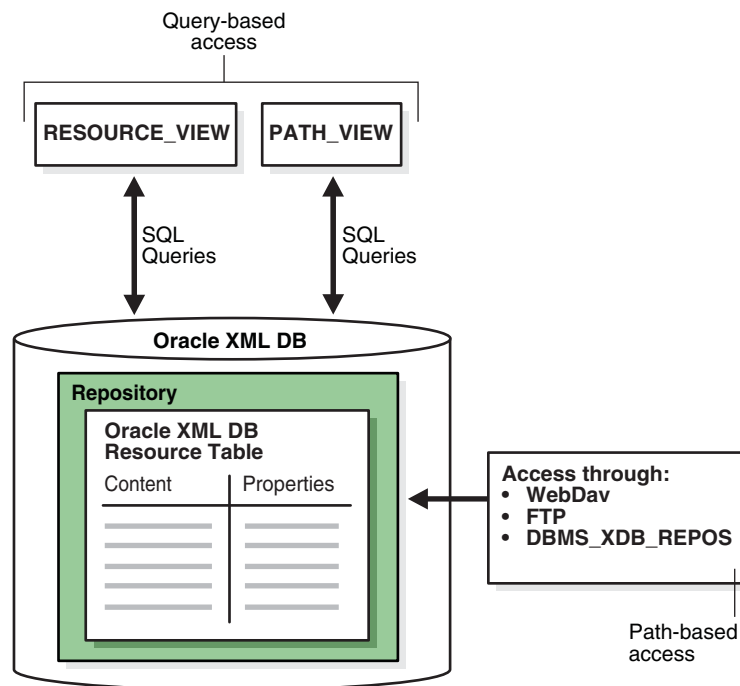 Query-based
access
RESOURCE_VIEW
PATH_VIEW
SQL
Queries
SQL
Queries
Oracle XML DB
Repository
Oracle XML DB
Resource Table
Content
Properties
Access through:
• WebDav
• FTP
• DBMS_XDB_REPOS
Path-based
access